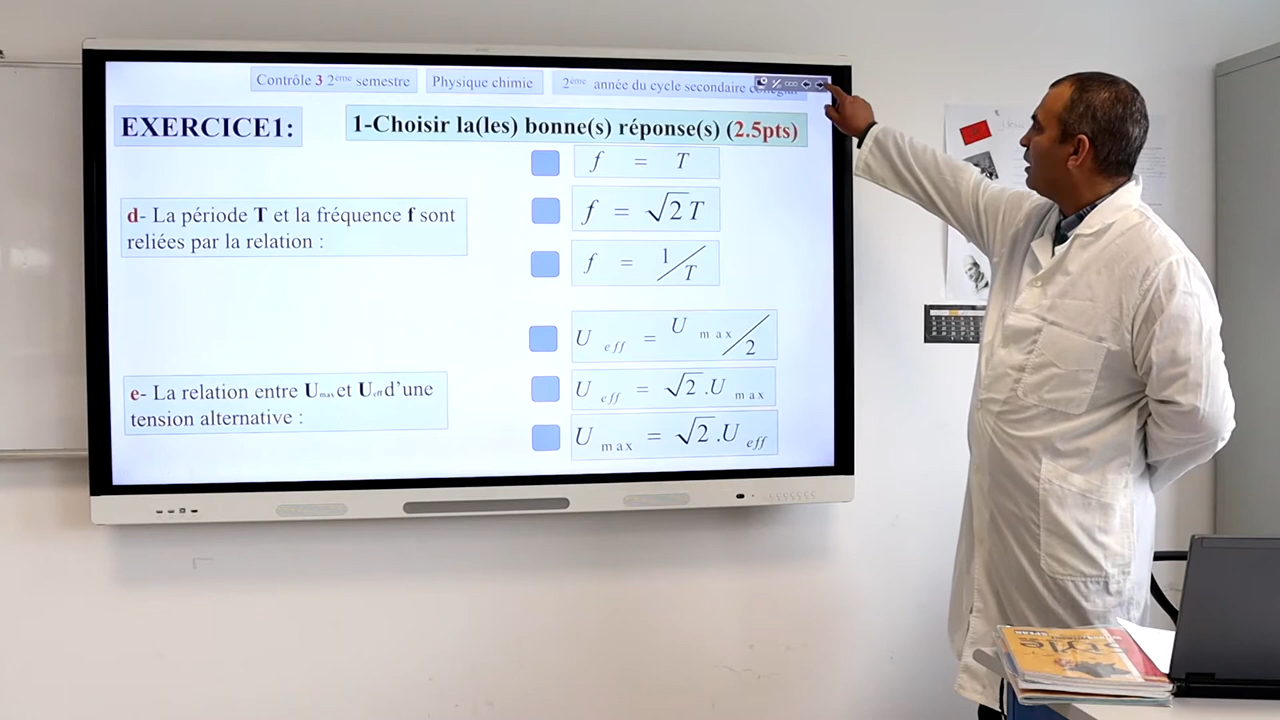 Contrôle 3 2ème semestre
Physique chimie
2ème année du cycle secondaire
EXERCICE1:
1-Choisir la(les) bonne(s) réponse(s) (2.5pts)
d- La période T et la fréquence f sont
reliées par la relation :
f = T
f = √2 T
f = 1/T
e- La relation entre Umax et Ueff d’une
tension alternative :
U eff = U max/2
U eff = √2 .U max
U max = √2 .U eff
style